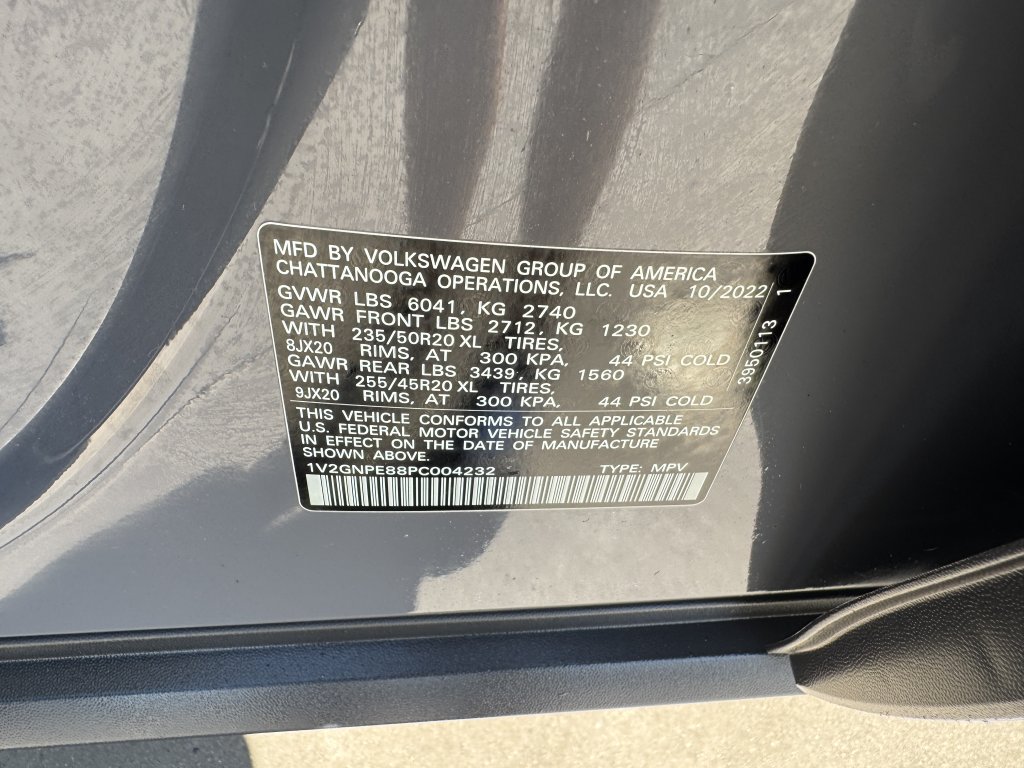 MFD BY VOLKSWAGEN GROUP OF AMERICA
CHATTANOOGA OPERATIONS, LLC. USA 10/2022
GVWR LBS 6041, KG 2740
GAWR FRONT LBS 2712, KG 1230
WITH 235/50R20 XL TIRES,
8JX20 RIMS, AT 300 KPA, 44 PSI COLD
GAWR REAR LBS 3439, KG 1560
WITH 255/45R20 XL TIRES,
9JX20 RIMS, AT 300 KPA, 44 PSI COLD
THIS VEHICLE CONFORMS TO ALL APPLICABLE
U.S. FEDERAL MOTOR VEHICLE SAFETY STANDARDS
IN EFFECT ON THE DATE OF MANUFACTURE
SHOWN ABOVE.
1V2GNPE88PC004232 TYPE: MPV
3950113 1